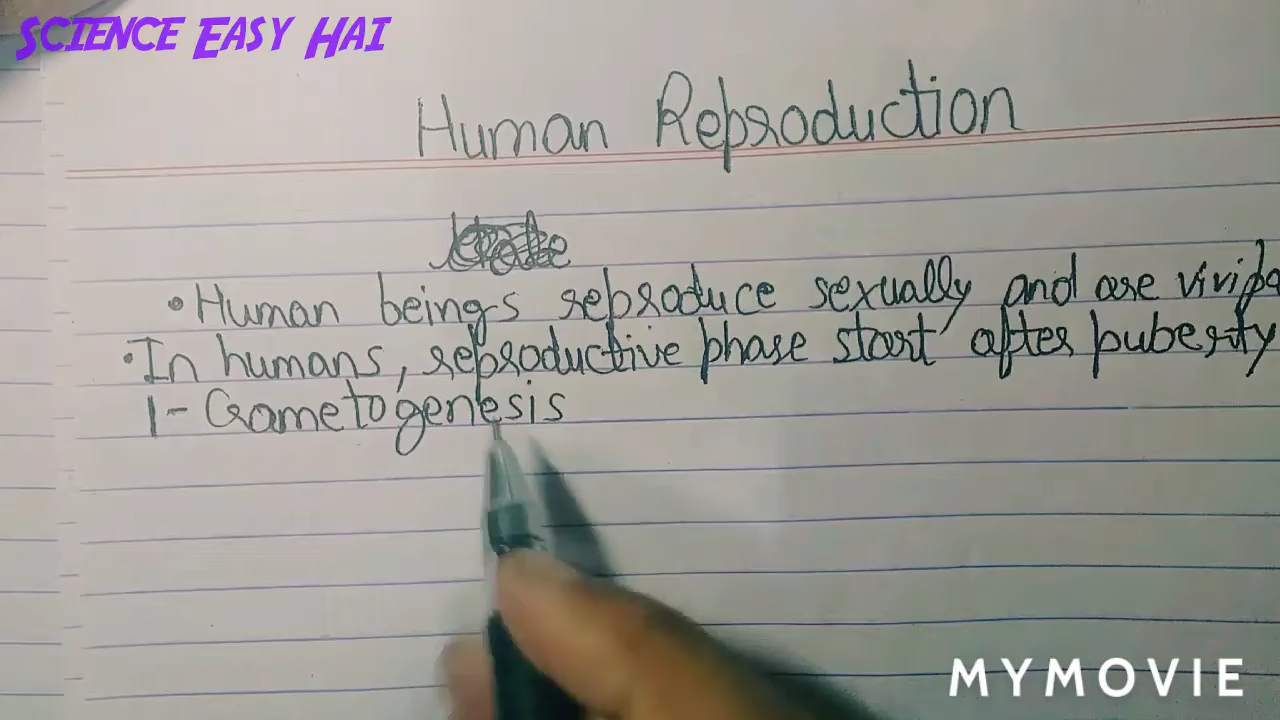 SCIENCE EASY HAI
Human Reproduction
• Human beings reproduce sexually and are vivipa
• In humans, reproductive phase start after puberty
1- Gametogenesis
MYMOVIE